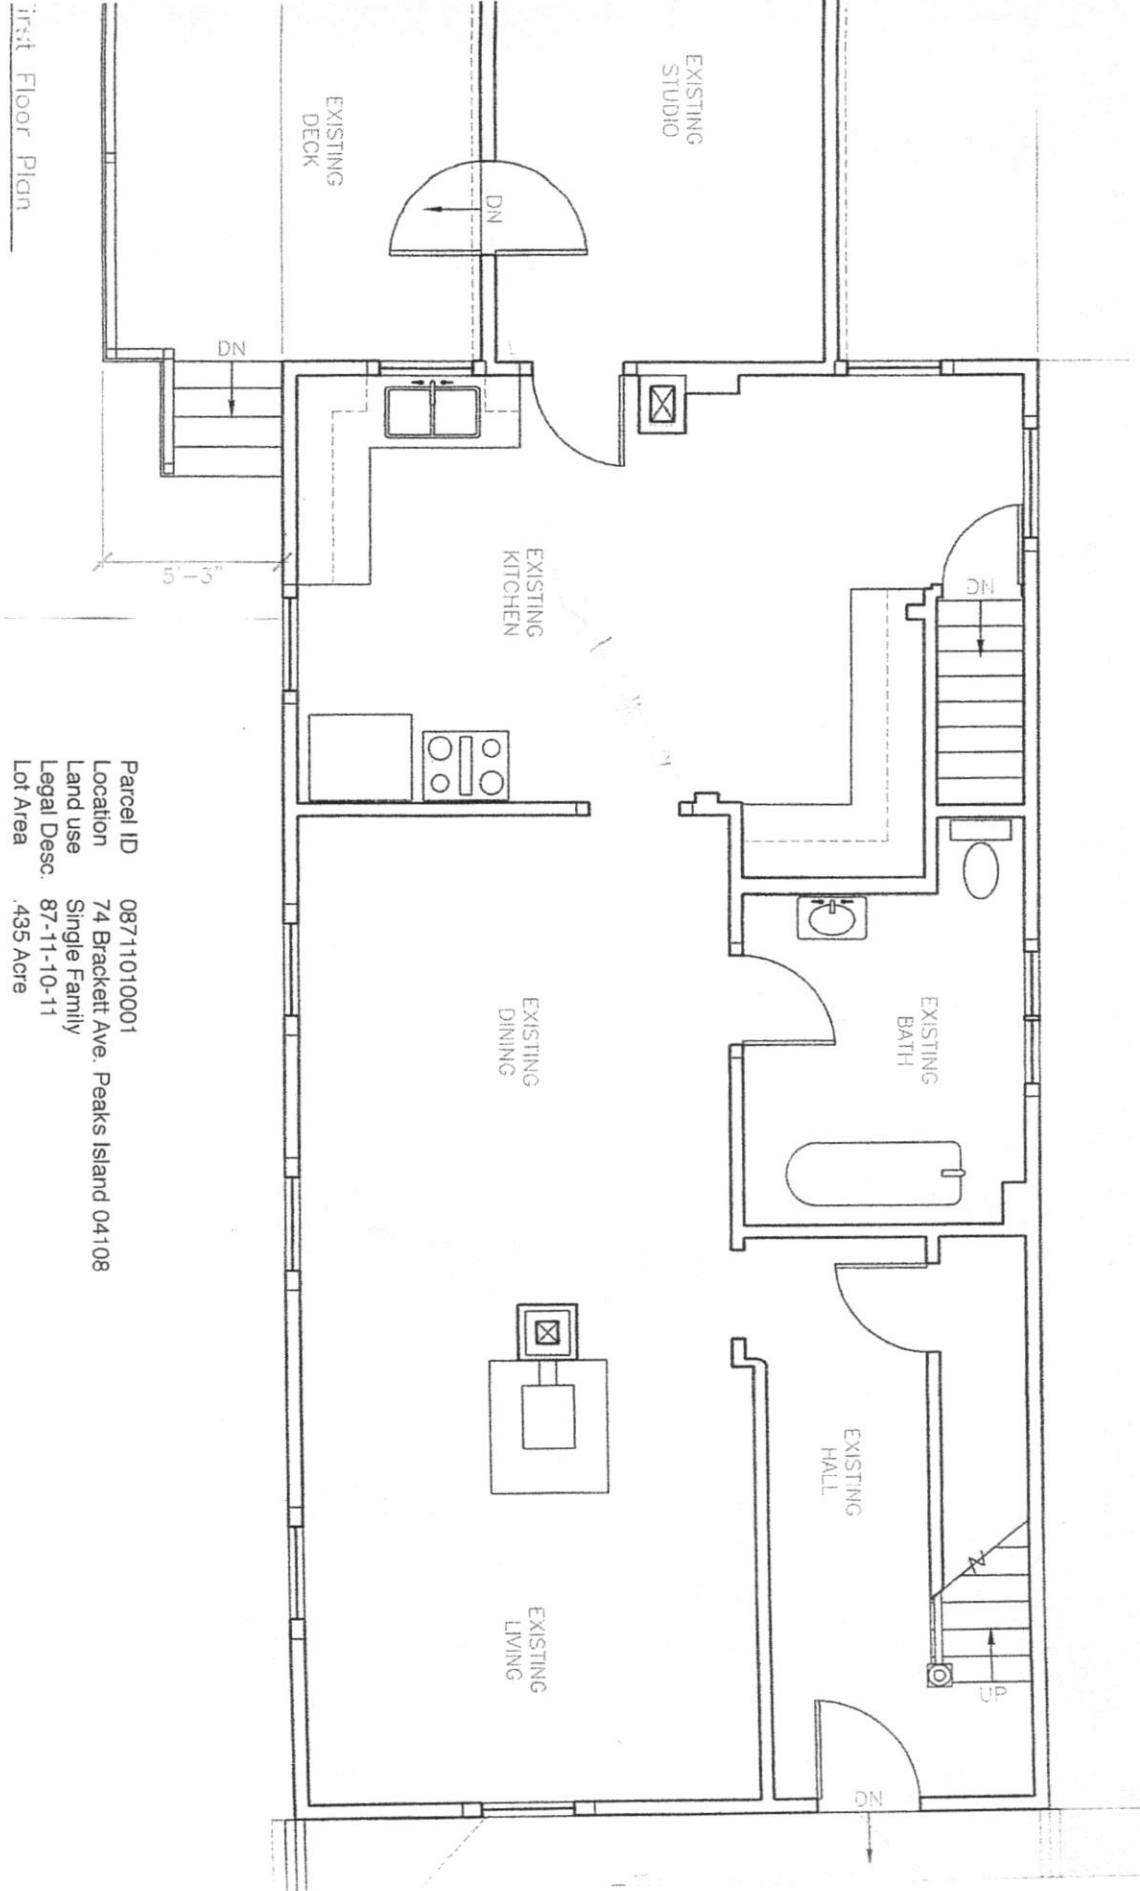 EXISTING
STUDIO
EXISTING
DECK
DN
DN
irst Floor Plan
EXISTING
KITCHEN
DN
5'-3"
EXISTING
DINING
EXISTING
BATH
EXISTING
HALL
EXISTING
LIVING
UP
DN
Parcel ID 08711010001
Location 74 Brackett Ave. Peaks Island 04108
Land use Single Family
Legal Desc. 87-11-10-11
Lot Area .435 Acre